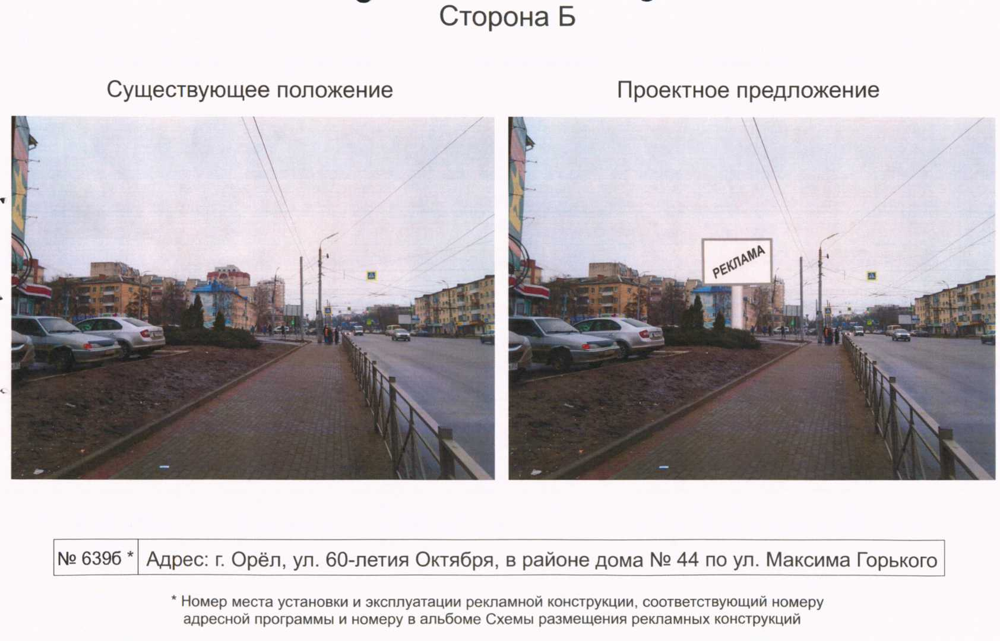 Сторона Б
Существующее положение
Проектное предложение
РЕКЛАМА
№ 639б *
Адрес: г. Орёл, ул. 60-летия Октября, в районе дома № 44 по ул. Максима Горького
* Номер места установки и эксплуатации рекламной конструкции, соответствующий номеру
адресной программы и номеру в альбоме Схемы размещения рекламных конструкций